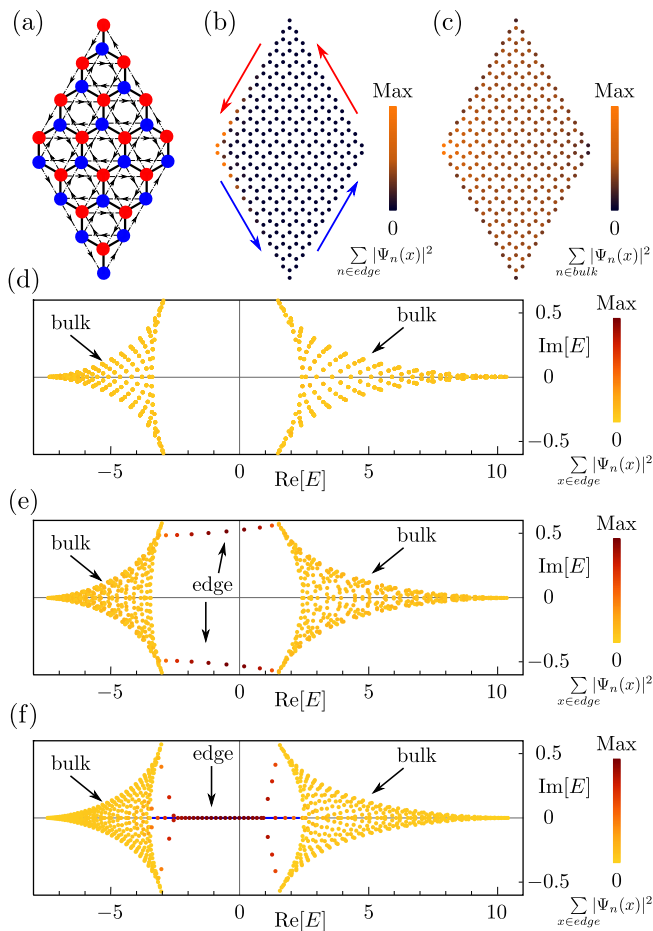 (a) (b) (c)
Max Max
0 0
∑ |Ψn(x)|² ∑ |Ψn(x)|²
n∈edge n∈bulk
(d)
bulk bulk
0.5 Max
Im[E]
0
−0.5 0
−5 0 5 10
Re[E]
∑ |Ψn(x)|²
x∈edge
(e)
bulk edge bulk
0.5 Max
Im[E]
0
−0.5 0
−5 0 5 10
Re[E]
∑ |Ψn(x)|²
x∈edge
(f)
bulk edge bulk
0.5 Max
Im[E]
0
−0.5 0
−5 0 5 10
Re[E]
∑ |Ψn(x)|²
x∈edge